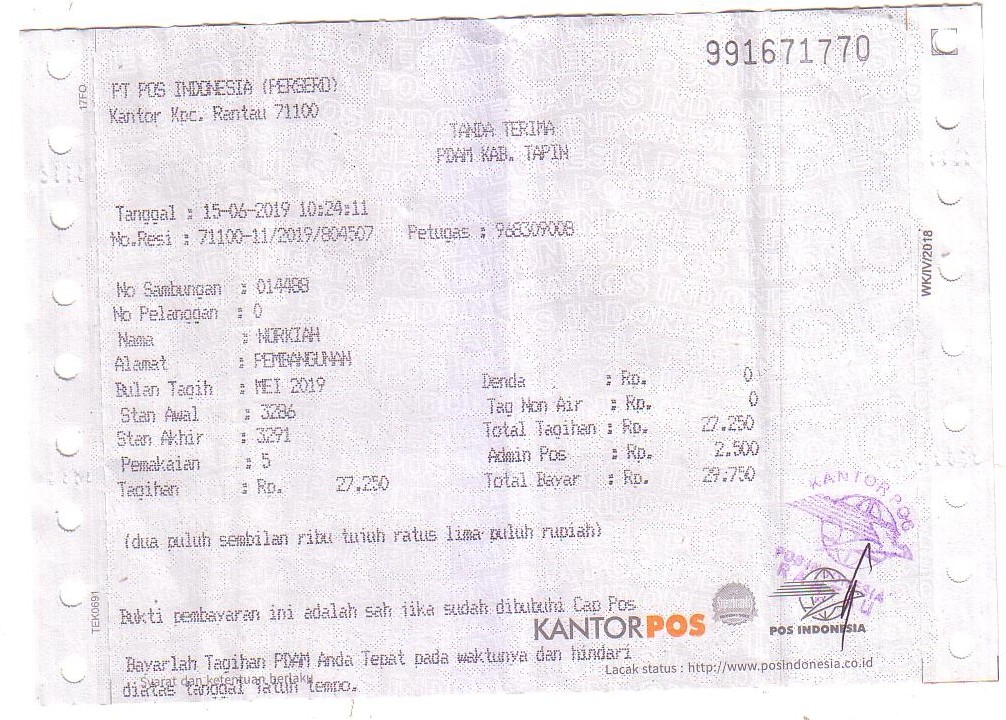 991671770
17FO
PT POS INDONESIA (PERSERO)
Kantor Kpc. Rantau 71100
TANDA TERIMA
PDAM KAB. TAPIN
Tanggal : 15-06-2019 10:24:11
No.Resi : 71100-11/2019/804507 Petugas : 968309008
WK/IV/2018
No Sambungan : 014488
No Pelanggan : 0
Nama : NORKIAH
Alamat : PEMBANGUNAN
Bulan Tagih : MEI 2019 Denda : Rp. 0
Stan Awal : 3286 Tag Non Air : Rp. 0
Stan Akhir : 3291 Total Tagihan : Rp. 27.250
Pemakaian : 5 Admin Pos : Rp. 2.500
Tagihan : Rp. 27.250 Total Bayar : Rp. 29.750
KANTOR POS
(dua puluh sembilan ribu tujuh ratus lima puluh rupiah)
TEK0691
Bukti pembayaran ini adalah sah jika sudah dibubuhi Cap Pos
KANTORPOS
POS INDONESIA
Bayarlah Tagihan PDAM Anda Tepat pada waktunya dan hindari
Lacak status : http://www.posindonesia.co.id
Syarat dan ketentuan berlaku
diatas tanggal jatuh tempo.